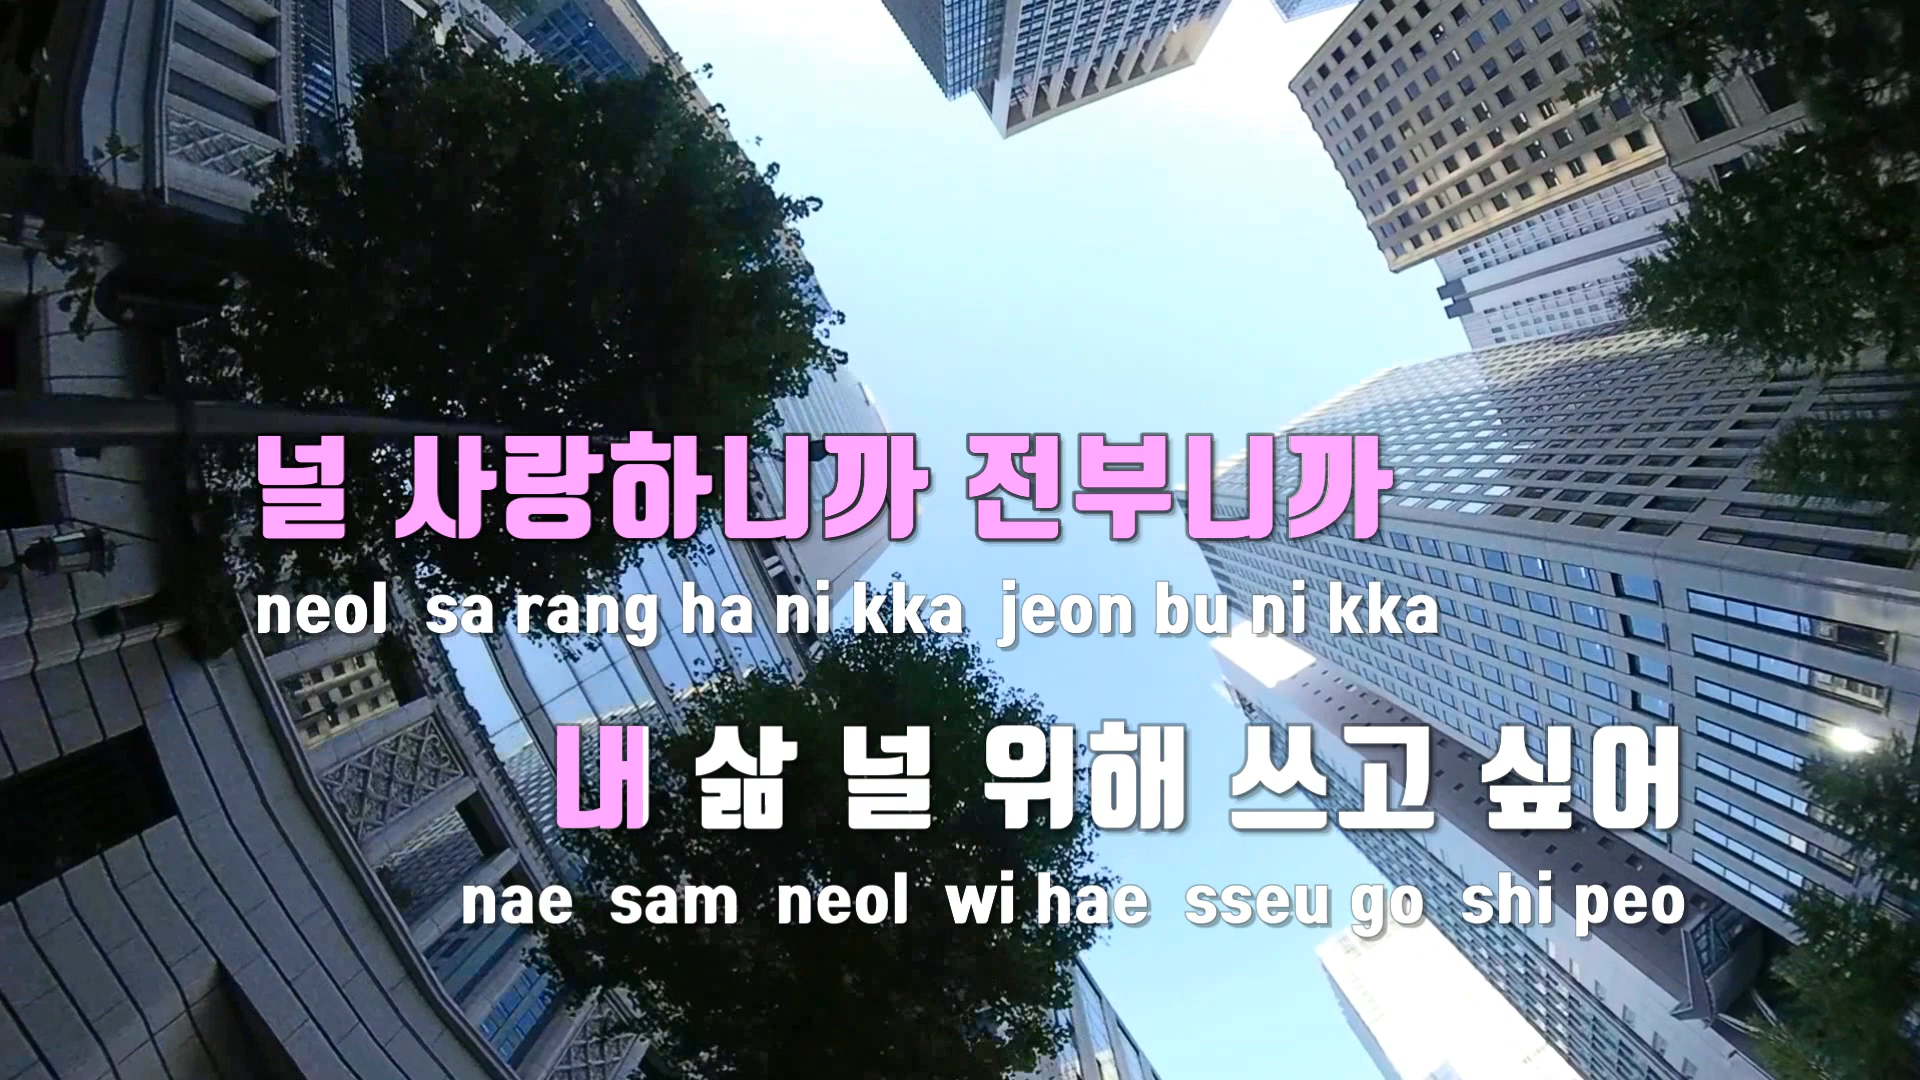 널 사랑하니까 전부니까
neol sa rang ha ni kka jeon bu ni kka
내 삶 널 위해 쓰고 싶어
nae sam neol wi hae sseu go shi peo